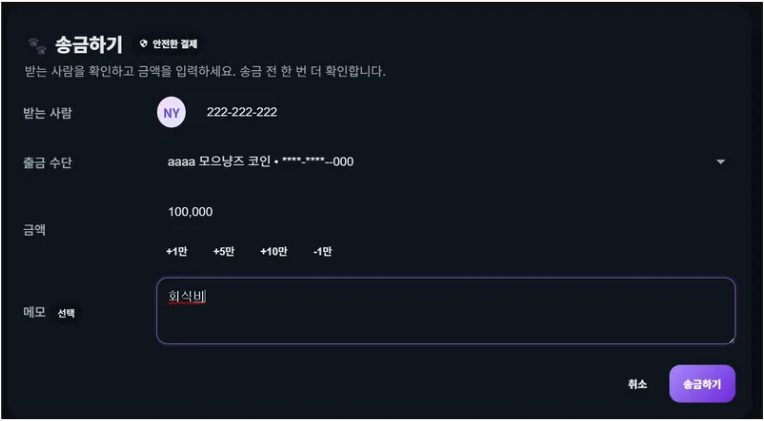 송금하기 안전한 결제
받는 사람을 확인하고 금액을 입력하세요. 송금 전 한 번 더 확인합니다.
받는 사람 NY 222-222-222
출금 수단 aaaa 모으냥즈 코인 • ****-****--000
금액 100,000
+1만 +5만 +10만 -1만
메모 선택 회식비
취소 송금하기